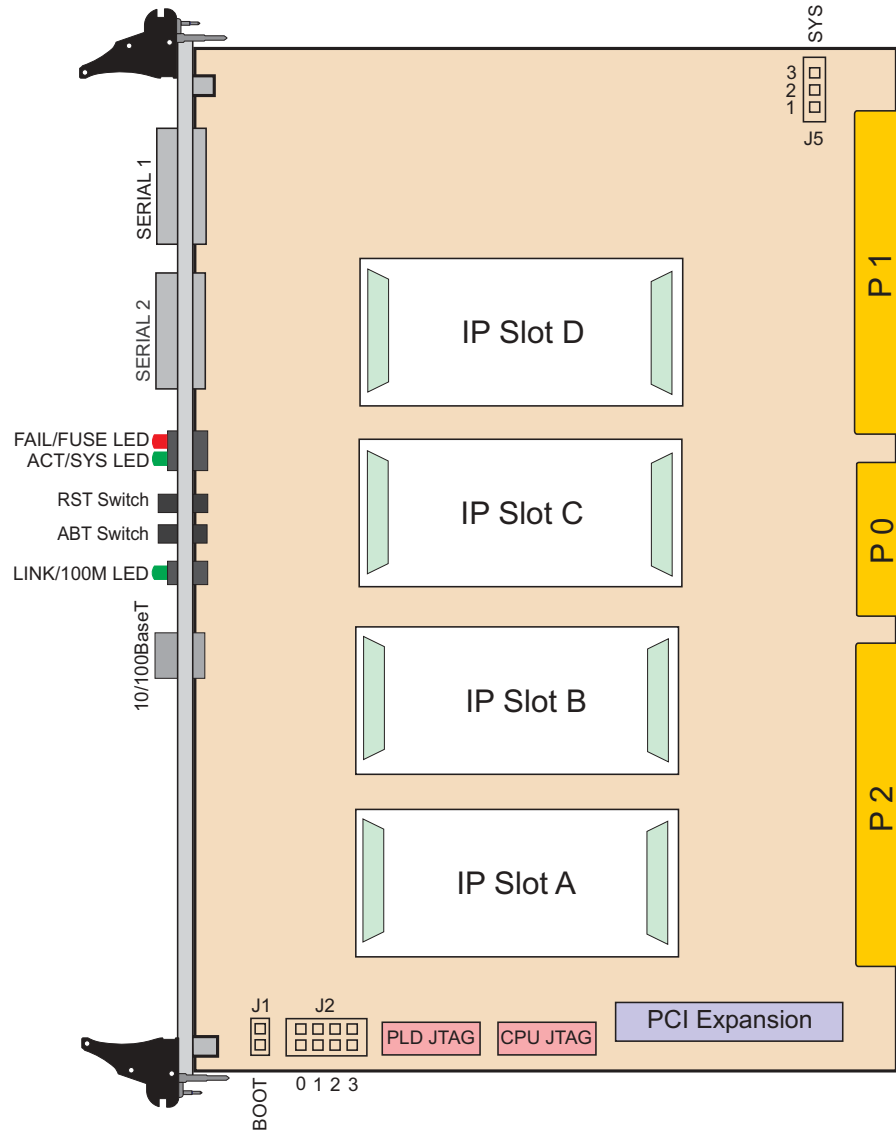 SYS
3
2
1
J5
SERIAL 1
P 1
IP Slot D
SERIAL 2
FAIL/FUSE LED
ACT/SYS LED
RST Switch
IP Slot C
ABT Switch
P 0
LINK/100M LED
10/100BaseT
IP Slot B
P 2
IP Slot A
J1
J2
PLD JTAG
CPU JTAG
PCI Expansion
BOOT
0 1 2 3